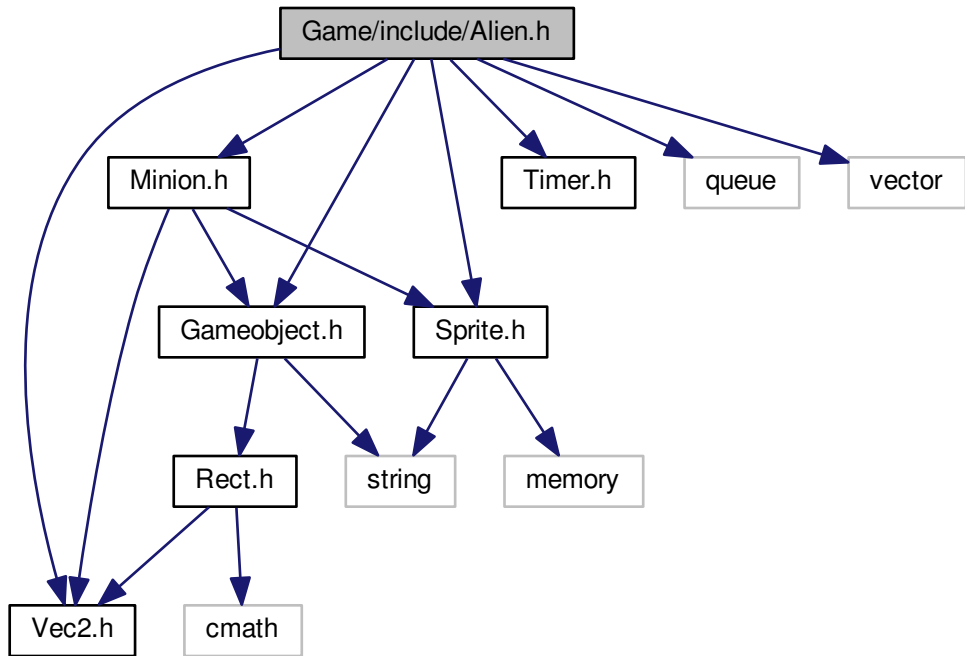 Game/include/Alien.h
Minion.h
Timer.h
queue
vector
Gameobject.h
Sprite.h
Rect.h
string
memory
Vec2.h
cmath